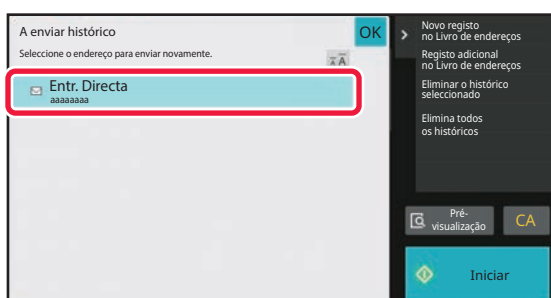 A enviar histórico
OK
Seleccione o endereço para enviar novamente.
Entr. Directa
aaaaaaaa
Novo registo
no Livro de endereços
Registo adicional
no Livro de endereços
Eliminar o histórico
seleccionado
Elimina todos
os históricos
Pré-
visualização
CA
Iniciar